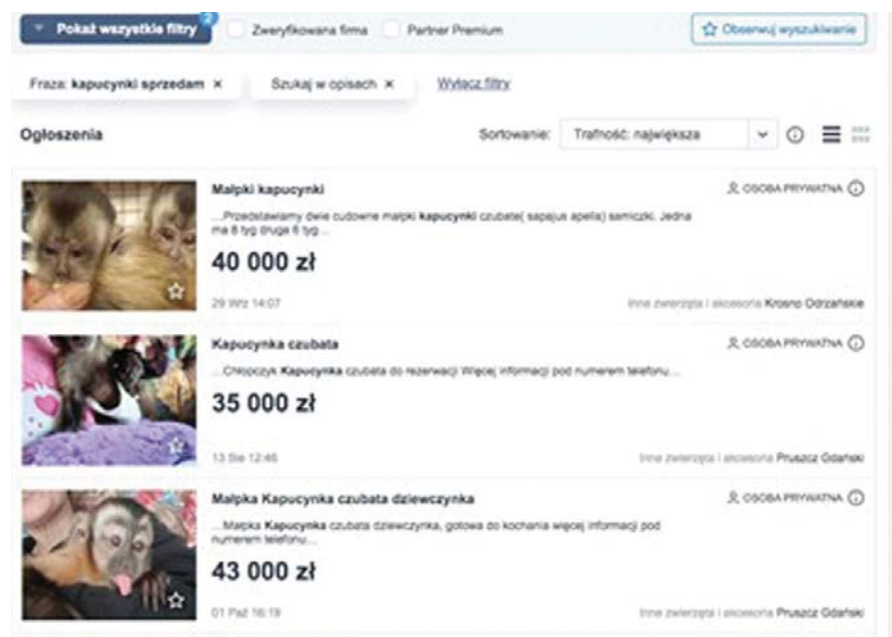 Pokaż wszystkie filtry
2
Zweryfikowana firma
Partner Premium
Obserwuj wyszukiwanie
Fraza: kapucynki sprzedam ×
Szukaj w opisach ×
Wyłącz filtry
Ogłoszenia
Sortowanie:
Trafność: największa
Małpki kapucynki
OSOBA PRYWATNA
...Przedstawiamy dwie cudowne małpki kapucynki czubate( sapajus apella) samiczki. Jedna
ma 8 tyg druga 6 tyg ...
40 000 zł
29 Wrz 14:07
Inne zwierzęta i akcesoria Krosno Odrzańskie
Kapucynka czubata
OSOBA PRYWATNA
...Chłopczyk Kapucynka czubata do rezerwacji Więcej informacji pod numerem telefonu ...
35 000 zł
13 Sie 12:46
Inne zwierzęta i akcesoria Pruszcz Gdański
Małpka Kapucynka czubata dziewczynka
OSOBA PRYWATNA
...Małpka Kapucynka czubata dziewczynka, gotowa do kochania więcej informacji pod
numerem telefonu ...
43 000 zł
01 Paź 16:19
Inne zwierzęta i akcesoria Pruszcz Gdański